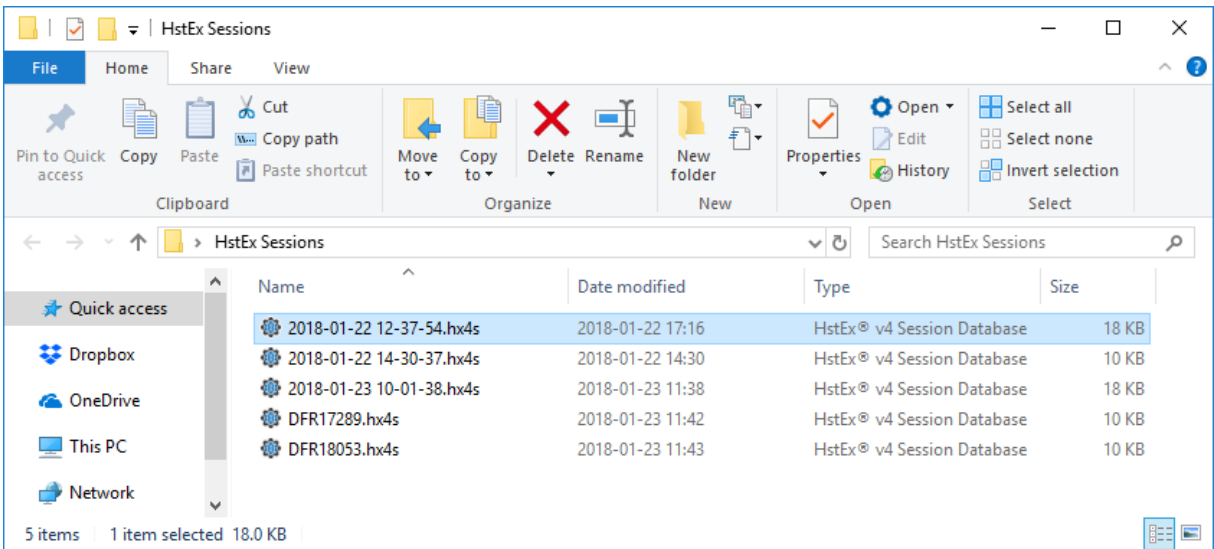 HstEx Sessions
File Home Share View
Pin to Quick access
Copy
Paste
Cut
Copy path
Paste shortcut
Clipboard
Move to
Copy to
Delete
Rename
Organize
New folder
New
Properties
Open
Edit
History
Open
Select all
Select none
Invert selection
Select
HstEx Sessions
Search HstEx Sessions
Quick access
Dropbox
OneDrive
This PC
Network
Name Date modified Type Size
2018-01-22 12-37-54.hx4s 2018-01-22 17:16 HstEx® v4 Session Database 18 KB
2018-01-22 14-30-37.hx4s 2018-01-22 14:30 HstEx® v4 Session Database 10 KB
2018-01-23 10-01-38.hx4s 2018-01-23 11:38 HstEx® v4 Session Database 18 KB
DFR17289.hx4s 2018-01-23 11:42 HstEx® v4 Session Database 10 KB
DFR18053.hx4s 2018-01-23 11:43 HstEx® v4 Session Database 10 KB
5 items 1 item selected 18.0 KB